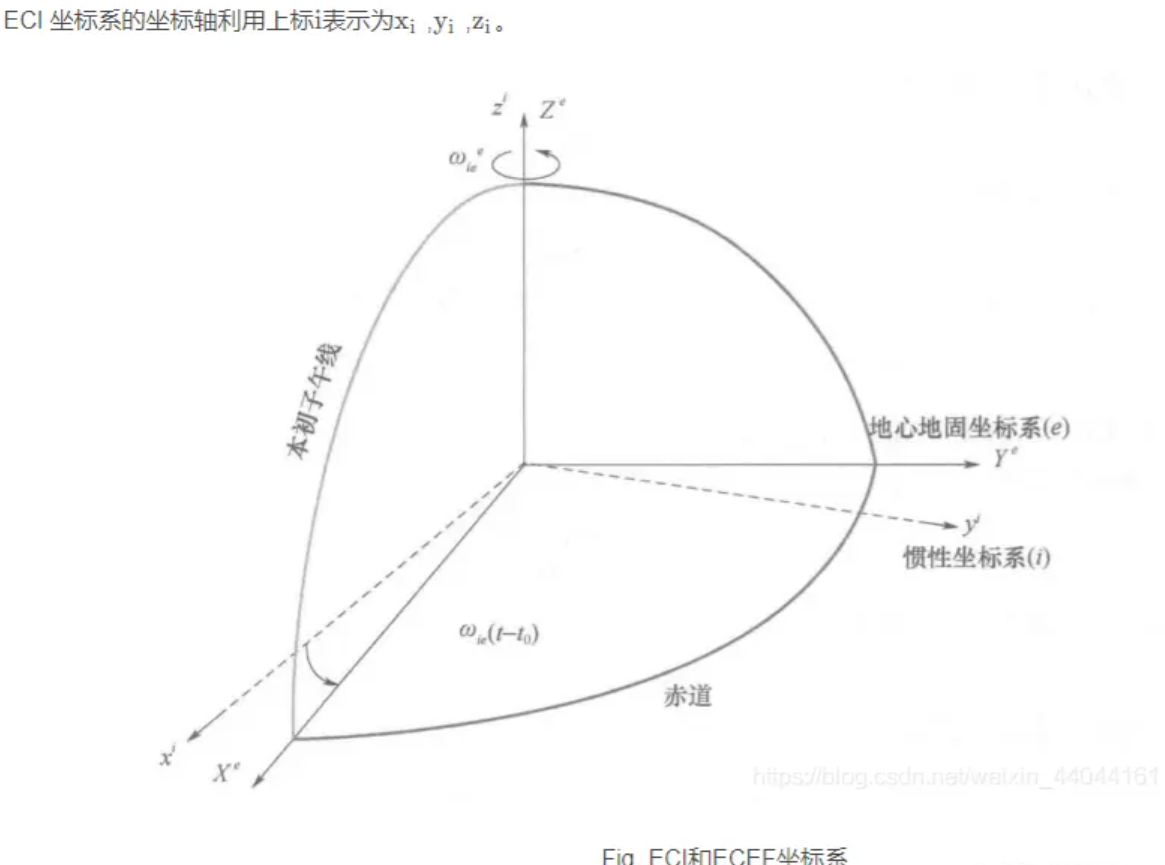 ECI 坐标系的坐标轴利用上标i表示为xᵢ ,yᵢ ,zᵢ。
zⁱ Zᵉ
ωᵢₑᵉ
本初子午线
地心地固坐标系(e)
Yᵉ
yⁱ
惯性坐标系(i)
ωᵢₑ(t−t₀)
赤道
xⁱ
Xᵉ
https://blog.csdn.net/weixin_44044161
Fig. ECI和ECEF坐标系